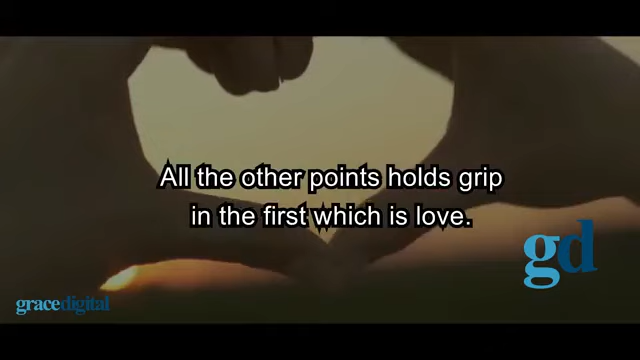 All the other points holds grip
in the first which is love.
gd
gracedigital